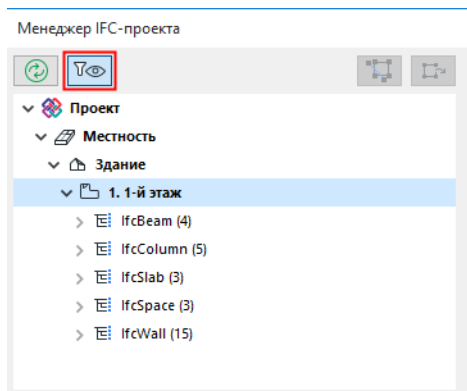 Менеджер IFC-проекта
Проект
Местность
Здание
1. 1-й этаж
IfcBeam (4)
IfcColumn (5)
IfcSlab (3)
IfcSpace (3)
IfcWall (15)